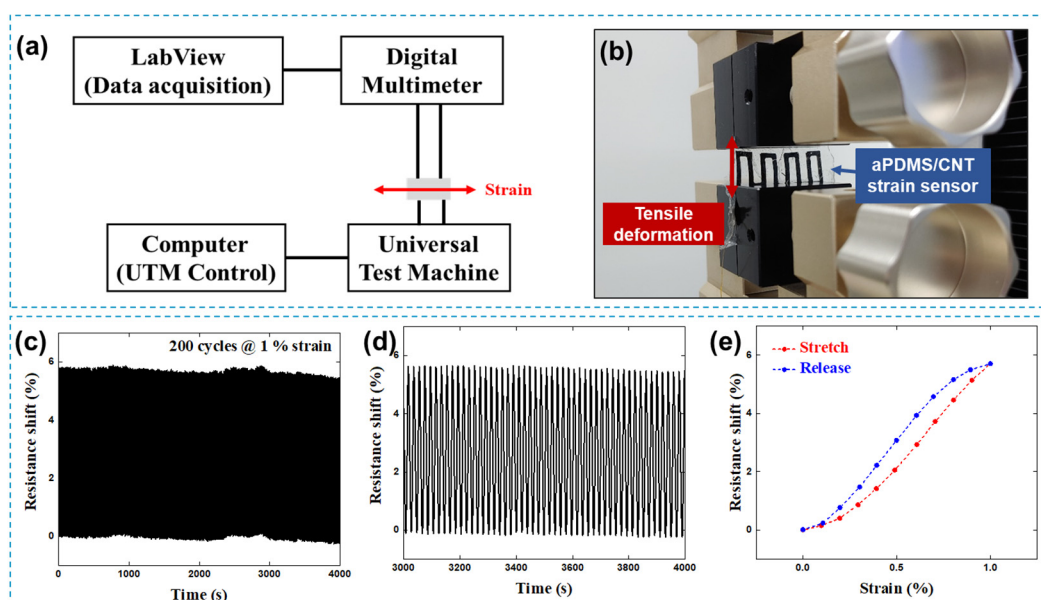 (a)
LabView
(Data acquisition)
Digital
Multimeter
Strain
Computer
(UTM Control)
Universal
Test Machine
(b)
aPDMS/CNT
strain sensor
Tensile
deformation
(c)
200 cycles @ 1 % strain
Resistance shift (%)
6
4
2
0
0
1000
2000
3000
4000
Time (s)
(d)
Resistance shift (%)
6
4
2
0
3000
3200
3400
3600
3800
4000
Time (s)
(e)
Stretch
Release
Resistance shift (%)
6
4
2
0
0.0
0.5
1.0
Strain (%)